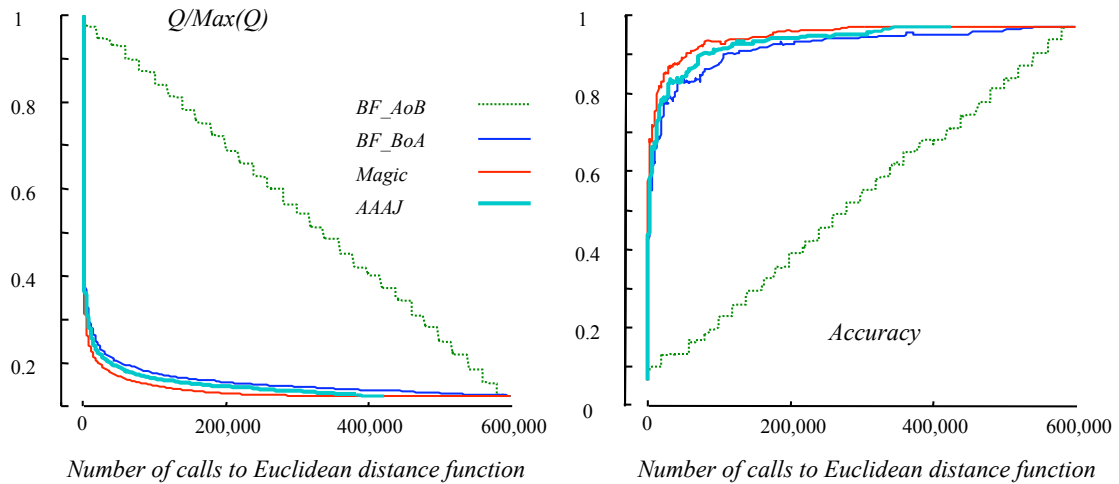 Q/Max(Q)
1
0.8
0.6
0.4
0.2
0
BF_AoB
BF_BoA
Magic
AAAJ
0
200,000
400,000
600,000
Number of calls to Euclidean distance function
1
0.8
0.6
0.4
0.2
0
Accuracy
0
200,000
400,000
600,000
Number of calls to Euclidean distance function